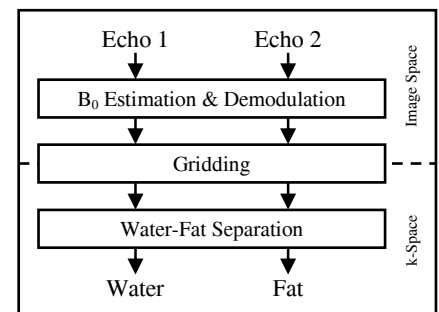 Echo 1 Echo 2
B₀ Estimation & Demodulation
Image Space
Gridding
Water-Fat Separation
k-Space
Water Fat